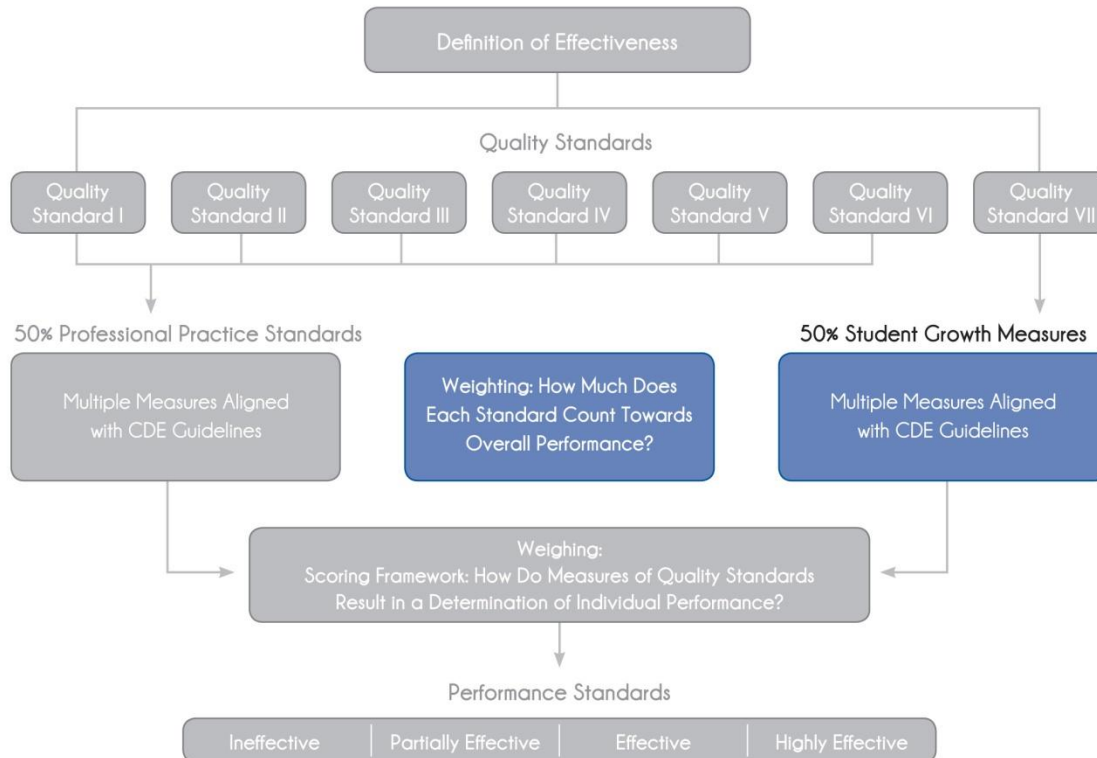 Definition of Effectiveness
Quality Standards
Quality
Standard I
Quality
Standard II
Quality
Standard III
Quality
Standard IV
Quality
Standard V
Quality
Standard VI
Quality
Standard VII
50% Professional Practice Standards
50% Student Growth Measures
Multiple Measures Aligned
with CDE Guidelines
Weighting: How Much Does
Each Standard Count Towards
Overall Performance?
Multiple Measures Aligned
with CDE Guidelines
Weighing:
Scoring Framework: How Do Measures of Quality Standards
Result in a Determination of Individual Performance?
Performance Standards
Ineffective
Partially Effective
Effective
Highly Effective